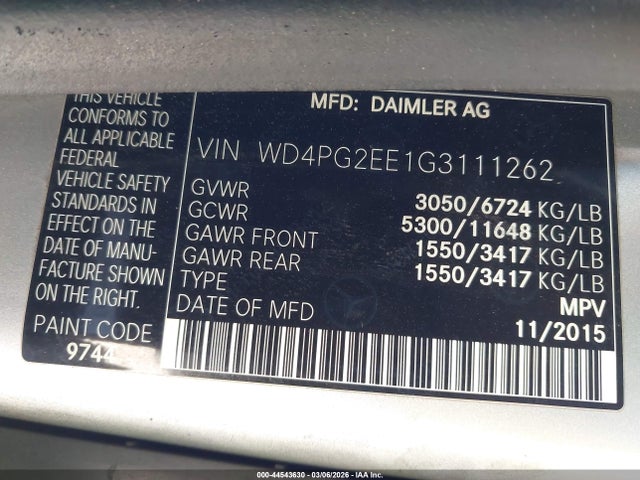 THIS VEHICLE
CONFORMS TO
ALL APPLICABLE
FEDERAL
VEHICLE SAFETY
STANDARDS IN
EFFECT ON THE
DATE OF MANU-
FACTURE SHOWN
ON THE RIGHT.
PAINT CODE
9744
MFD: DAIMLER AG
VIN WD4PG2EE1G3111262
GVWR 3050/6724 KG/LB
GCWR 5300/11648 KG/LB
GAWR FRONT 1550/3417 KG/LB
GAWR REAR 1550/3417 KG/LB
TYPE MPV
DATE OF MFD 11/2015
000-44543630 - 03/06/2026 - IAA Inc.